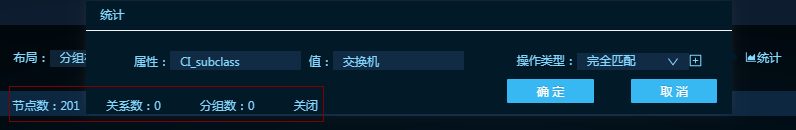 统计
布局： 分组
属性： CI_subclass 值： 交换机 操作类型： 完全匹配
统计
确 定 取 消
节点数：201 关系数：0 分组数：0 关闭